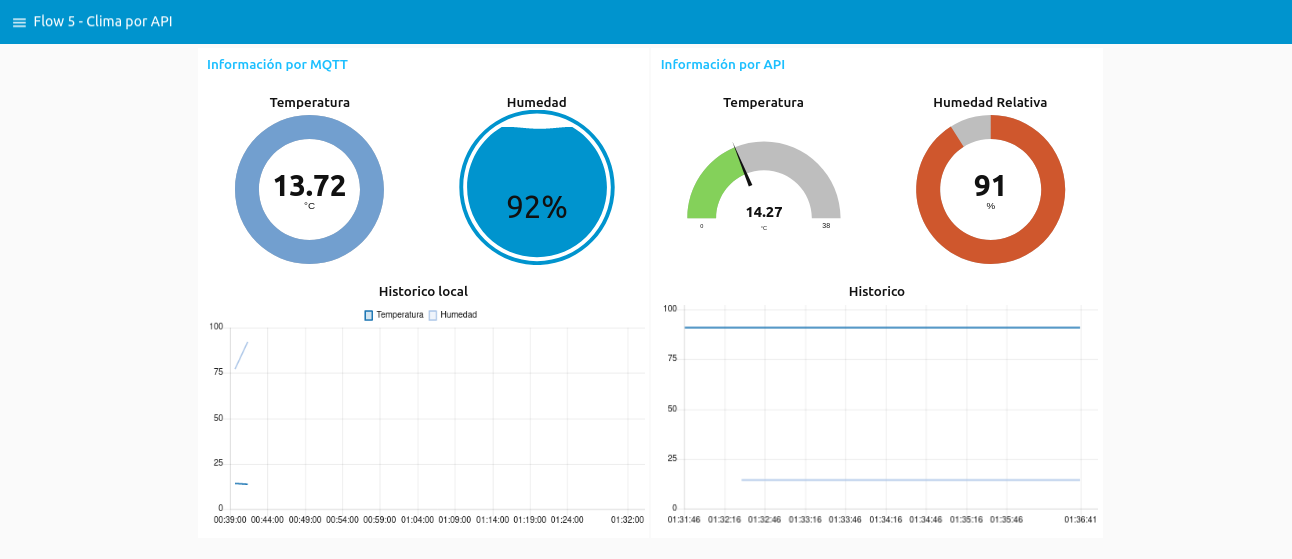 Flow 5 - Clima por API
Información por MQTT
Temperatura
13.72
°C
Humedad
92%
Historico local
Temperatura Humedad
100
75
50
25
0
00:39:00 00:44:00 00:49:00 00:54:00 00:59:00 01:04:00 01:09:00 01:14:00 01:19:00 01:24:00 01:32:00
Información por API
Temperatura
14.27
°C
0 38
Humedad Relativa
91
%
Historico
100
75
50
25
0
01:31:46 01:32:16 01:32:46 01:33:16 01:33:46 01:34:16 01:34:46 01:35:16 01:35:46 01:36:41